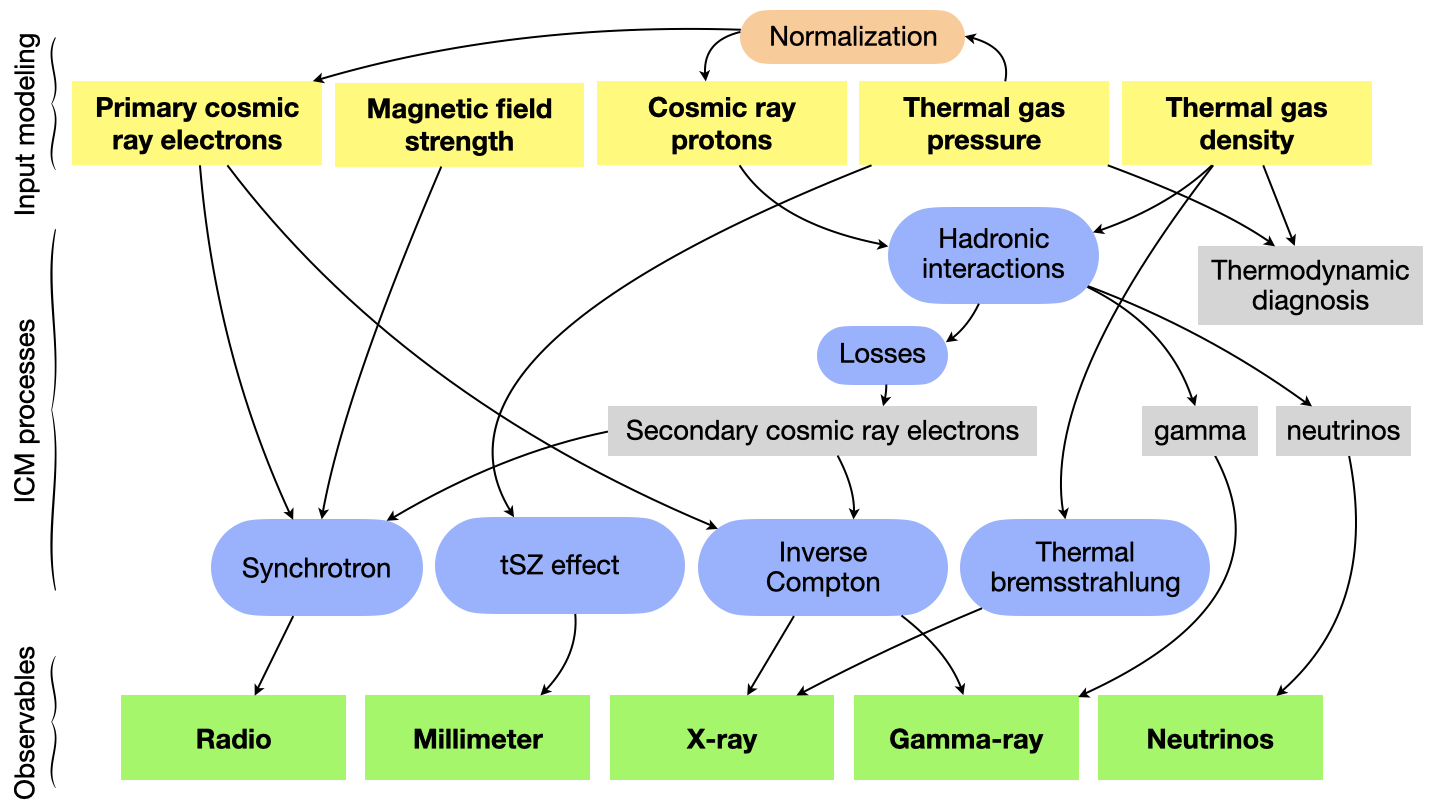 Normalization
Input modeling
Primary cosmic
ray electrons
Magnetic field
strength
Cosmic ray
protons
Thermal gas
pressure
Thermal gas
density
ICM processes
Hadronic
interactions
Thermodynamic
diagnosis
Losses
Secondary cosmic ray electrons
gamma
neutrinos
Synchrotron
tSZ effect
Inverse
Compton
Thermal
bremsstrahlung
Observables
Radio
Millimeter
X-ray
Gamma-ray
Neutrinos